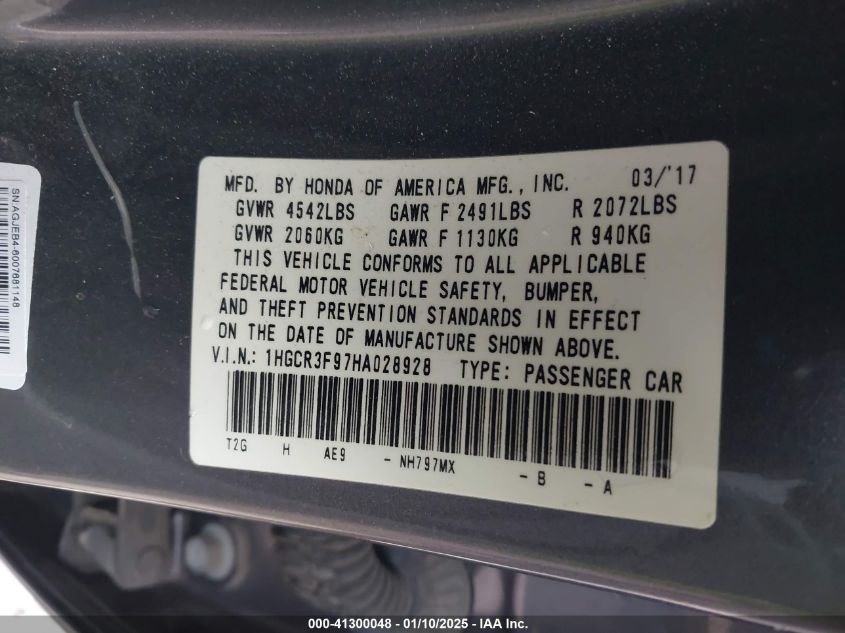 MFD. BY HONDA OF AMERICA MFG., INC. 03/'17
GVWR 4542LBS GAWR F 2491LBS R 2072LBS
GVWR 2060KG GAWR F 1130KG R 940KG
THIS VEHICLE CONFORMS TO ALL APPLICABLE
FEDERAL MOTOR VEHICLE SAFETY, BUMPER,
AND THEFT PREVENTION STANDARDS IN EFFECT
ON THE DATE OF MANUFACTURE SHOWN ABOVE.
V.I.N.: 1HGCR3F97HA028928 TYPE: PASSENGER CAR
T2G H AE9 - NH797MX - B - A
SN:AGJEB4-6007681148
000-41300048 — 01/10/2025 — IAA Inc.